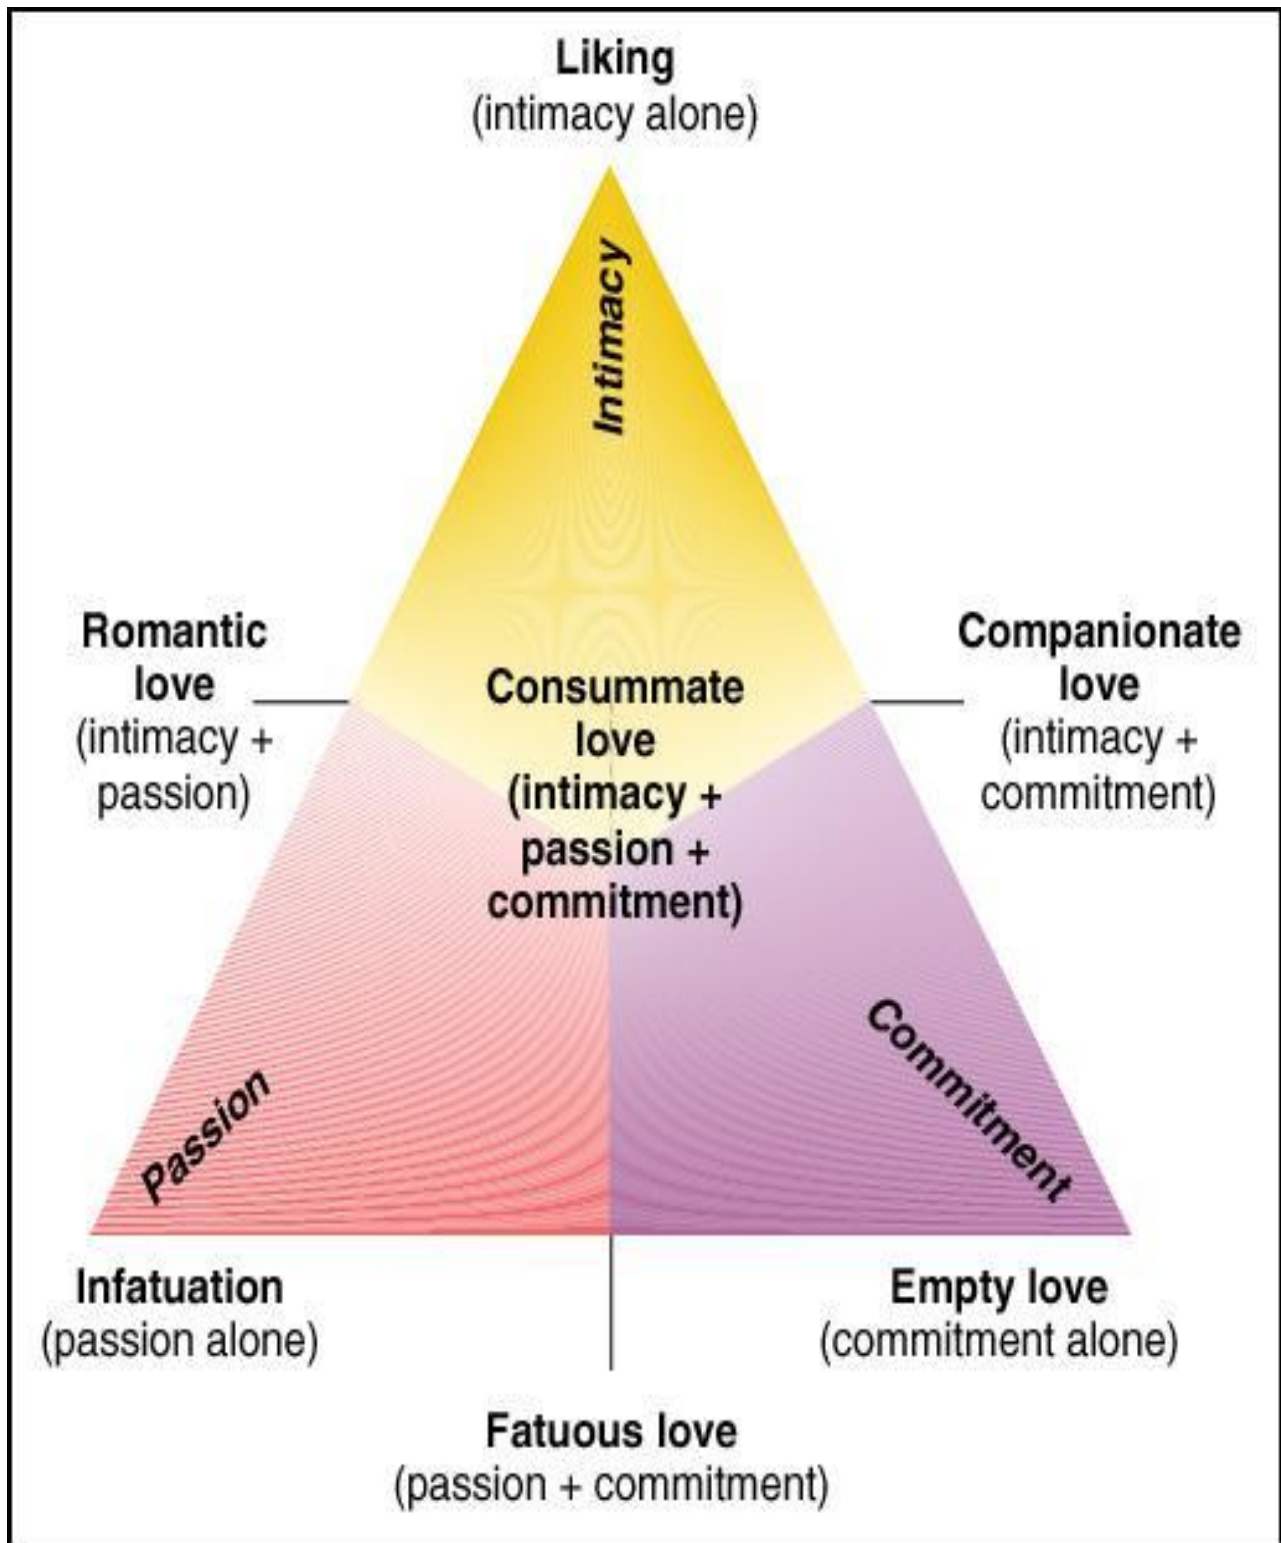 Liking
(intimacy alone)
Intimacy
Romantic
love
(intimacy +
passion)
Consummate
love
(intimacy +
passion +
commitment)
Companionate
love
(intimacy +
commitment)
Passion
Commitment
Infatuation
(passion alone)
Empty love
(commitment alone)
Fatuous love
(passion + commitment)